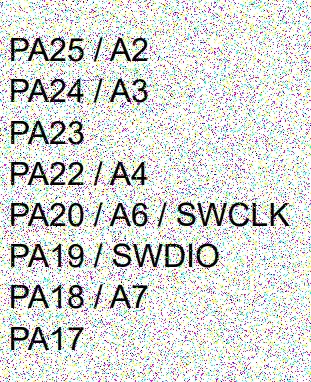 PA25 / A2
PA24 / A3
PA23
PA22 / A4
PA20 / A6 / SWCLK
PA19 / SWDIO
PA18 / A7
PA17